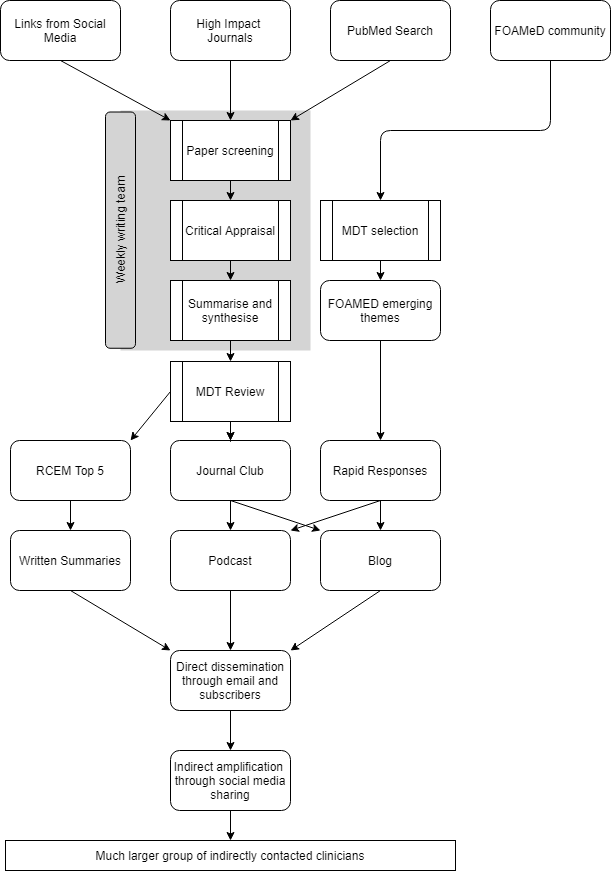 Links from Social
Media
High Impact
Journals
PubMed Search
FOAMeD community
Weekly writing team
Paper screening
Critical Appraisal
MDT selection
Summarise and
synthesise
FOAMED emerging
themes
MDT Review
RCEM Top 5
Journal Club
Rapid Responses
Written Summaries
Podcast
Blog
Direct dissemination
through email and
subscribers
Indirect amplification
through social media
sharing
Much larger group of indirectly contacted clinicians